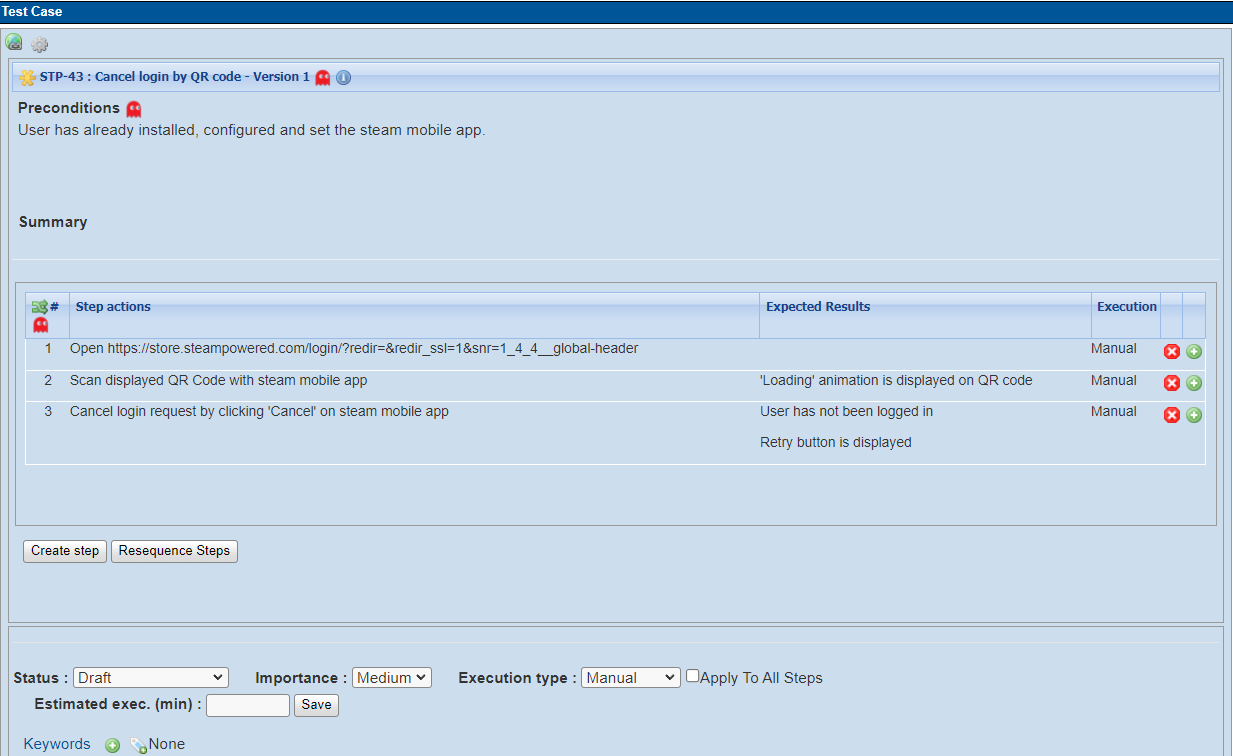 Test Case
STP-43 : Cancel login by QR code - Version 1
Preconditions
User has already installed, configured and set the steam mobile app.
Summary
# Step actions Expected Results Execution
1 Open https://store.steampowered.com/login/?redir=&redir_ssl=1&snr=1_4_4__global-header Manual
2 Scan displayed QR Code with steam mobile app 'Loading' animation is displayed on QR code Manual
3 Cancel login request by clicking 'Cancel' on steam mobile app User has not been logged in Manual
Retry button is displayed
Create step Resequence Steps
Status : Draft Importance : Medium Execution type : Manual Apply To All Steps
Estimated exec. (min) : Save
Keywords None